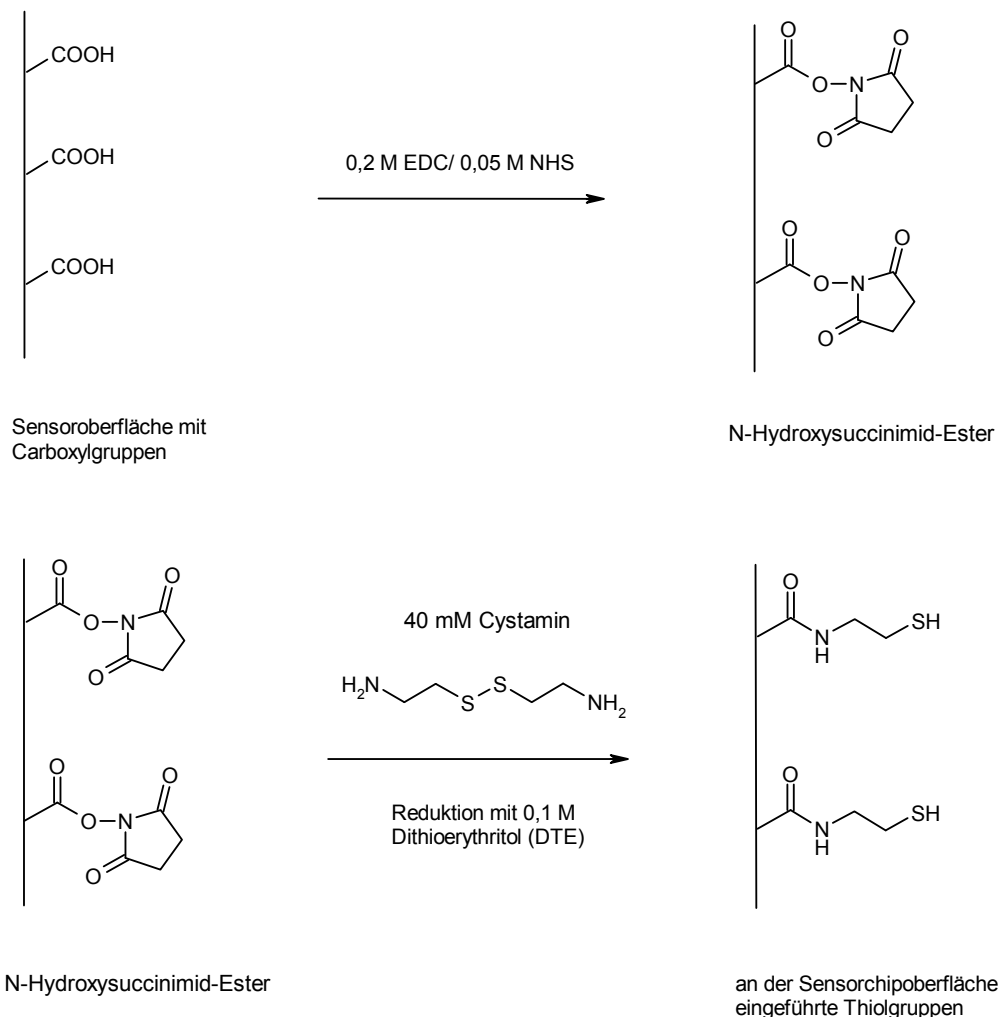 COOH
COOH
COOH
0,2 M EDC/ 0,05 M NHS
O
O
O
N
O
O
O
O
N
O
Sensoroberfläche mit
Carboxylgruppen
N-Hydroxysuccinimid-Ester
O
O
O
N
O
O
O
O
N
O
40 mM Cystamin
H2N
S
S
NH2
Reduktion mit 0,1 M
Dithioerythritol (DTE)
O
N
H
SH
O
N
H
SH
N-Hydroxysuccinimid-Ester
an der Sensorchipoberfläche
eingeführte Thiolgruppen